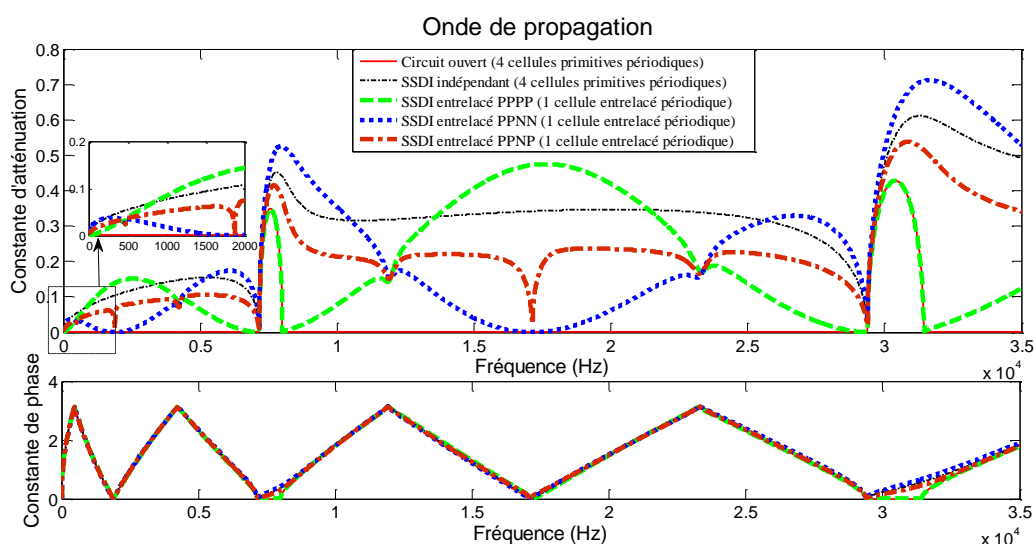 Onde de propagation
Constante d'atténuation
0.8
0.7
0.6
0.5
0.4
0.3
0.2
0.1
0
Circuit ouvert (4 cellules primitives périodiques)
SSDI indépendant (4 cellules primitives périodiques)
SSDI entrelacé PPPP (1 cellule entrelacé périodique)
SSDI entrelacé PPNN (1 cellule entrelacé périodique)
SSDI entrelacé PPNP (1 cellule entrelacé périodique)
0.2
0.1
0
0 500 1000 1500 2000
0 0.5 1 1.5 2 2.5 3 3.5
x 10^4
Fréquence (Hz)
Constante de phase
4
2
0
0 0.5 1 1.5 2 2.5 3 3.5
x 10^4
Fréquence (Hz)